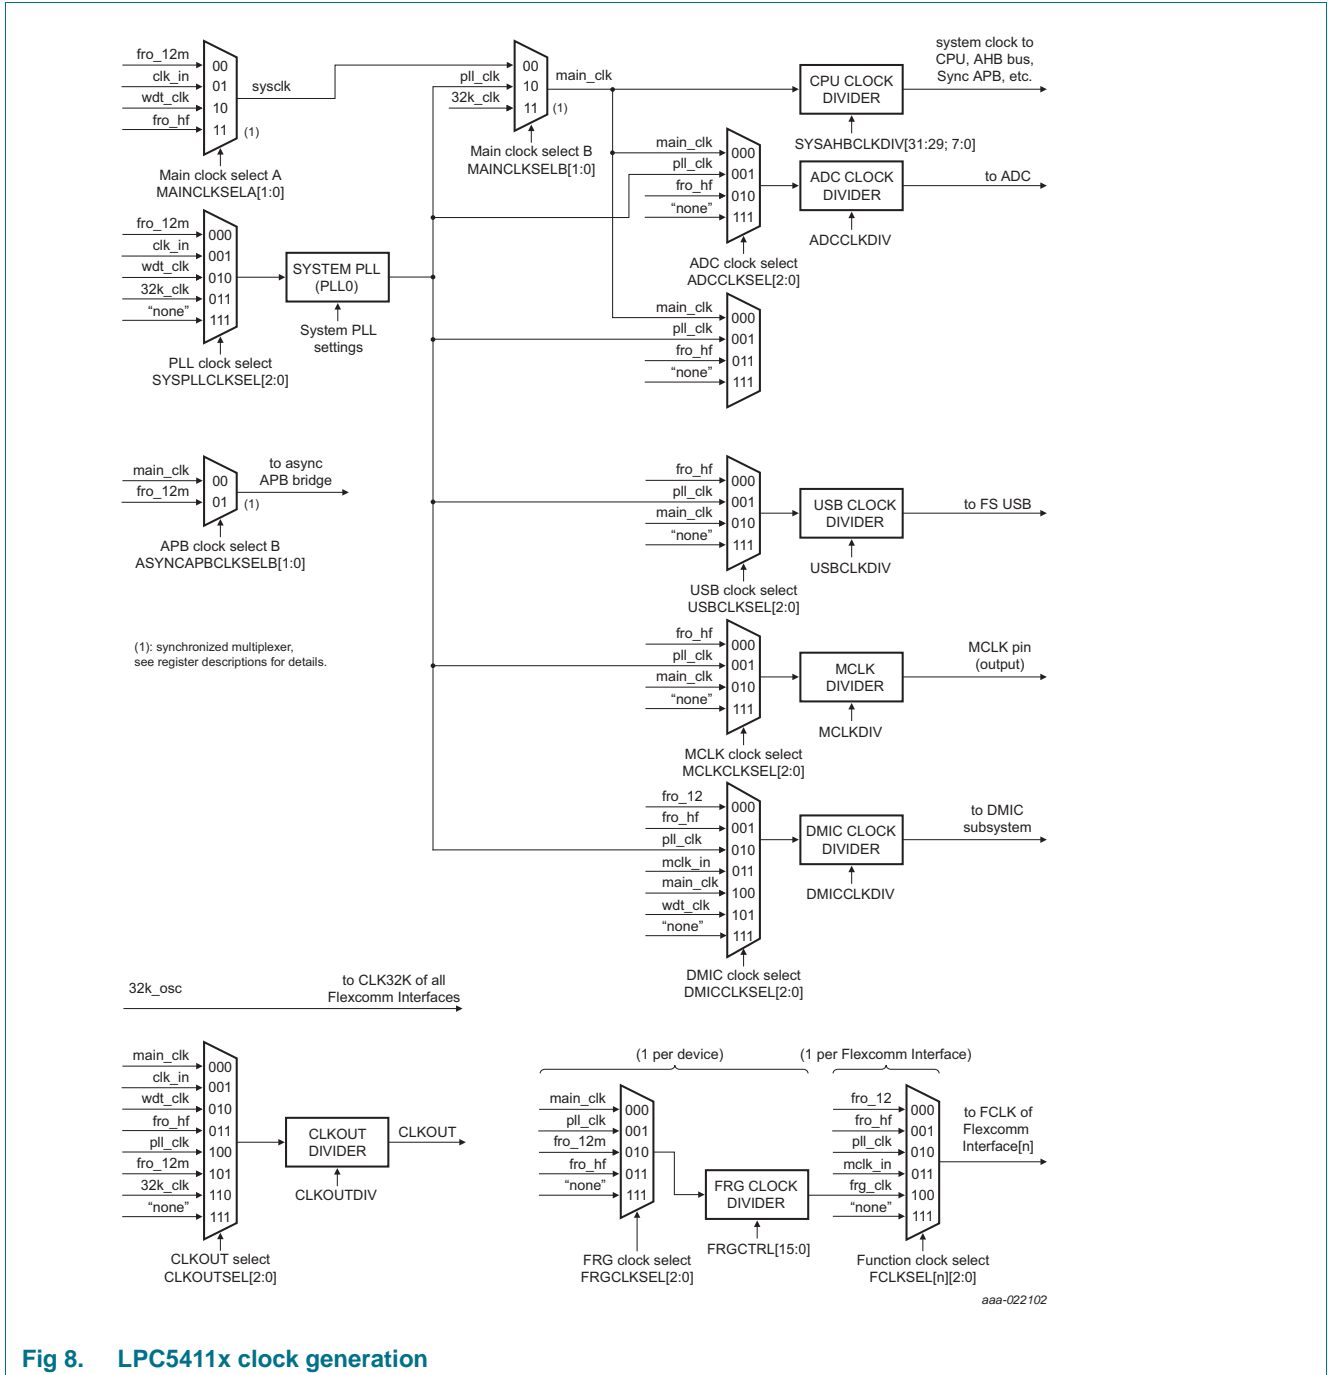 fro_12m
clk_in
wdt_clk
fro_hf
00
01
10
11
(1)
sysclk
Main clock select A
MAINCLKSELA[1:0]
pll_clk
32k_clk
00
10
11
(1)
main_clk
Main clock select B
MAINCLKSELB[1:0]
CPU CLOCK
DIVIDER
SYSAHBCLKDIV[31:29; 7:0]
system clock to
CPU, AHB bus,
Sync APB, etc.
main_clk
pll_clk
fro_hf
"none"
000
001
010
111
ADC clock select
ADCCLKSEL[2:0]
ADC CLOCK
DIVIDER
ADCCLKDIV
to ADC
fro_12m
clk_in
wdt_clk
32k_clk
“none”
000
001
010
011
111
PLL clock select
SYSPLLCLKSEL[2:0]
SYSTEM PLL
(PLL0)
System PLL
settings
main_clk
pll_clk
fro_hf
“none”
000
001
011
111
main_clk
fro_12m
00
01
(1)
to async
APB bridge
APB clock select B
ASYNCAPBCLKSELB[1:0]
fro_hf
pll_clk
main_clk
“none”
000
001
010
111
USB clock select
USBCLKSEL[2:0]
USB CLOCK
DIVIDER
USBCLKDIV
to FS USB
(1): synchronized multiplexer,
see register descriptions for details.
fro_hf
pll_clk
main_clk
“none”
000
001
010
111
MCLK clock select
MCLKCLKSEL[2:0]
MCLK
DIVIDER
MCLKDIV
MCLK pin
(output)
fro_12
fro_hf
pll_clk
mclk_in
main_clk
wdt_clk
“none”
000
001
010
011
100
101
111
DMIC clock select
DMICCLKSEL[2:0]
DMIC CLOCK
DIVIDER
DMICCLKDIV
to DMIC
subsystem
32k_osc
to CLK32K of all
Flexcomm Interfaces
main_clk
clk_in
wdt_clk
fro_hf
pll_clk
fro_12m
32k_clk
“none”
000
001
010
011
100
101
110
111
CLKOUT select
CLKOUTSEL[2:0]
CLKOUT
DIVIDER
CLKOUTDIV
CLKOUT
(1 per device)
main_clk
pll_clk
fro_12m
fro_hf
“none”
000
001
010
011
111
FRG clock select
FRGCLKSEL[2:0]
FRG CLOCK
DIVIDER
FRGCTRL[15:0]
(1 per Flexcomm Interface)
fro_12
fro_hf
pll_clk
mclk_in
frg_clk
“none”
000
001
010
011
100
111
Function clock select
FCLKSEL[n][2:0]
to FCLK of
Flexcomm
Interface[n]
aaa-022102
Fig 8. LPC5411x clock generation